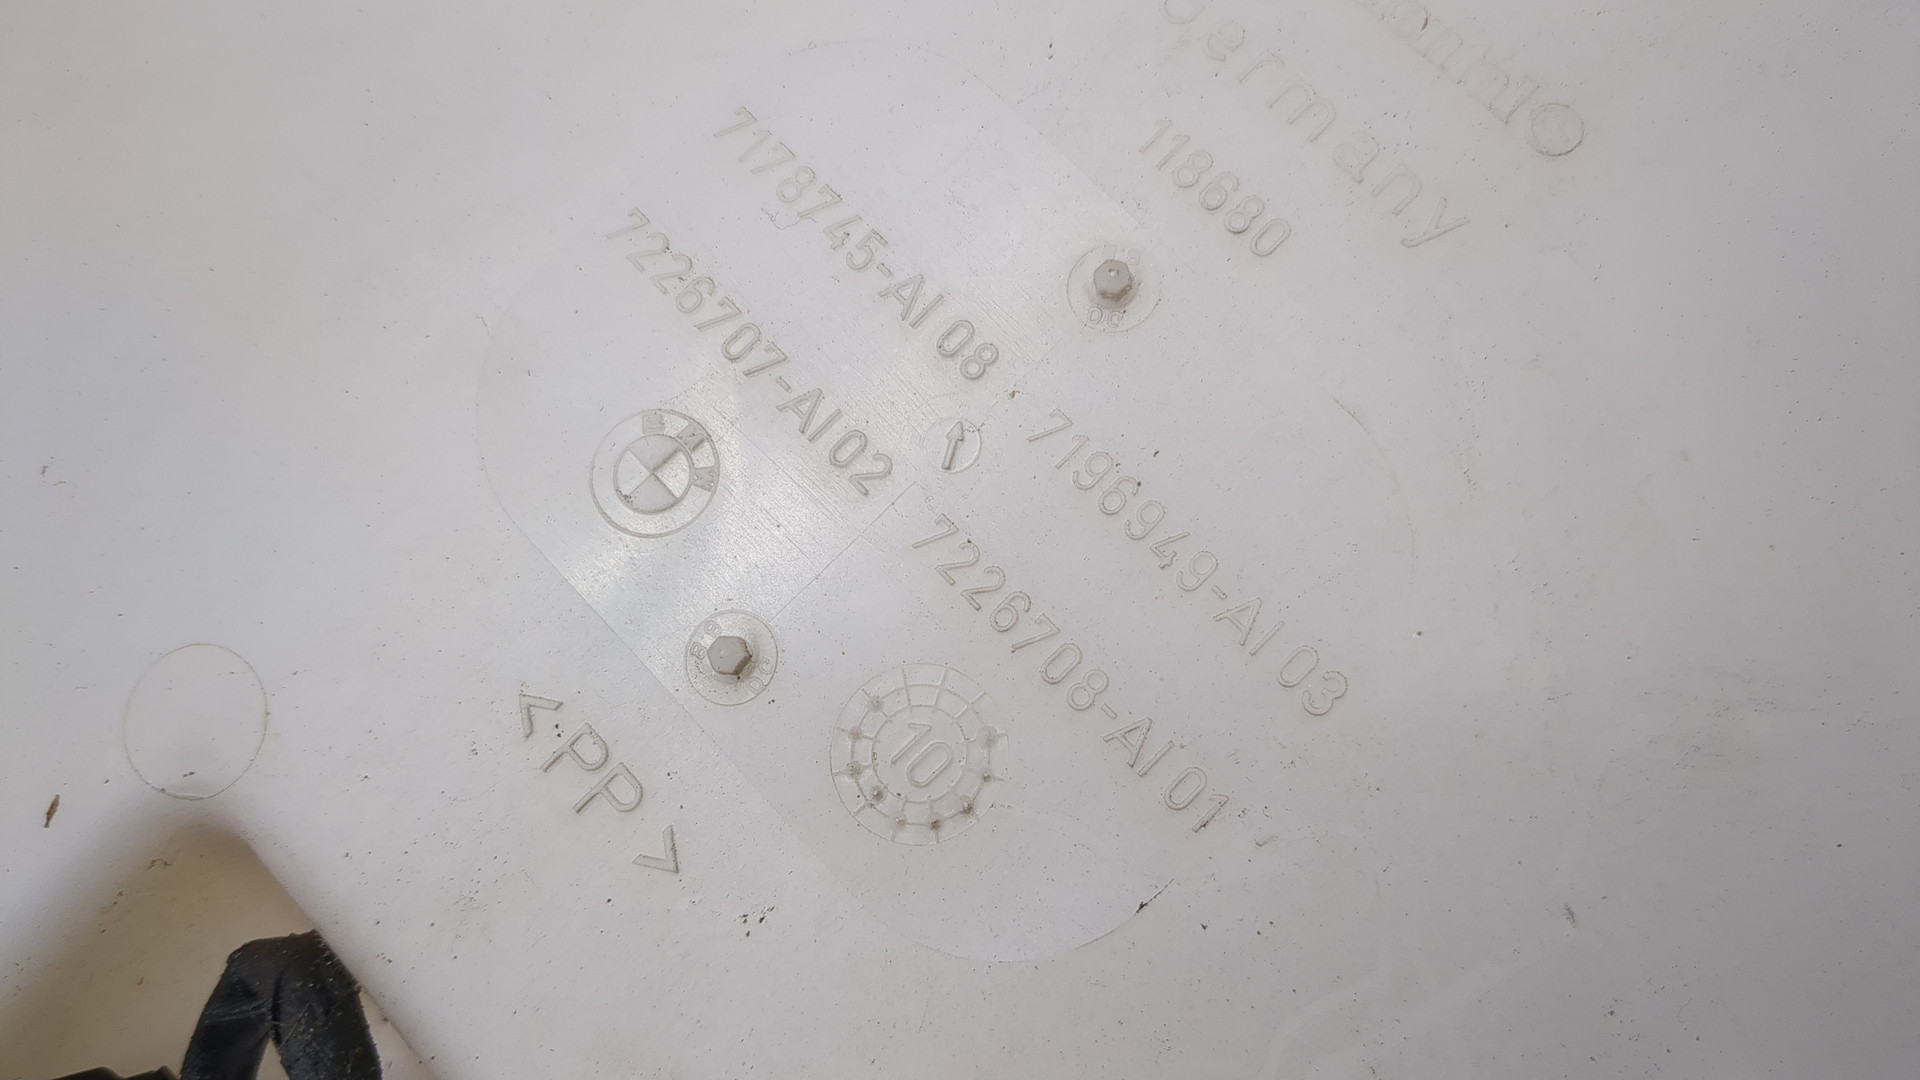 Germany
118680
7178745-AI 08
7226707-AI 02
7196949-AI 03
7226708-AI 01
BMW
10
>PP<